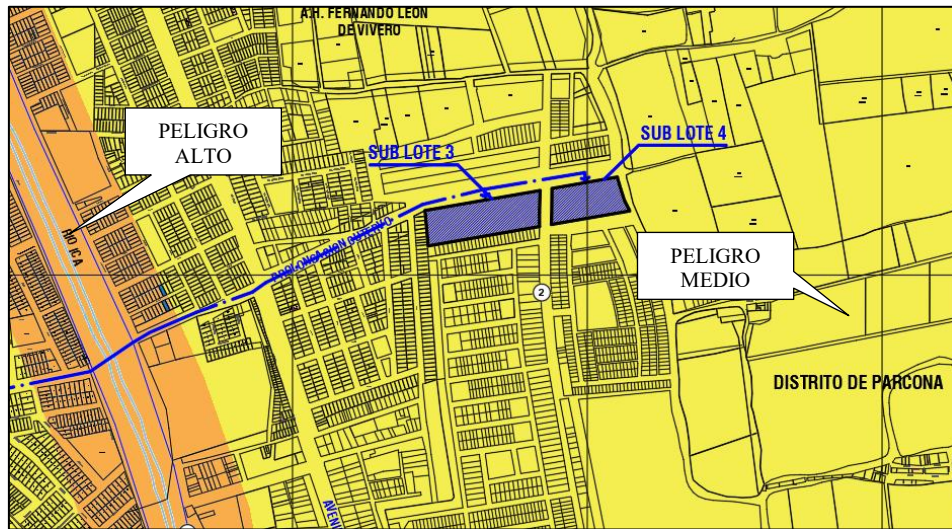 A.H. FERNANDO LEON
DE VIVERO
PELIGRO
ALTO
SUB LOTE 3
SUB LOTE 4
RIO ICA
PROLONGACION CUTERVO
PELIGRO
MEDIO
2
DISTRITO DE PARCONA